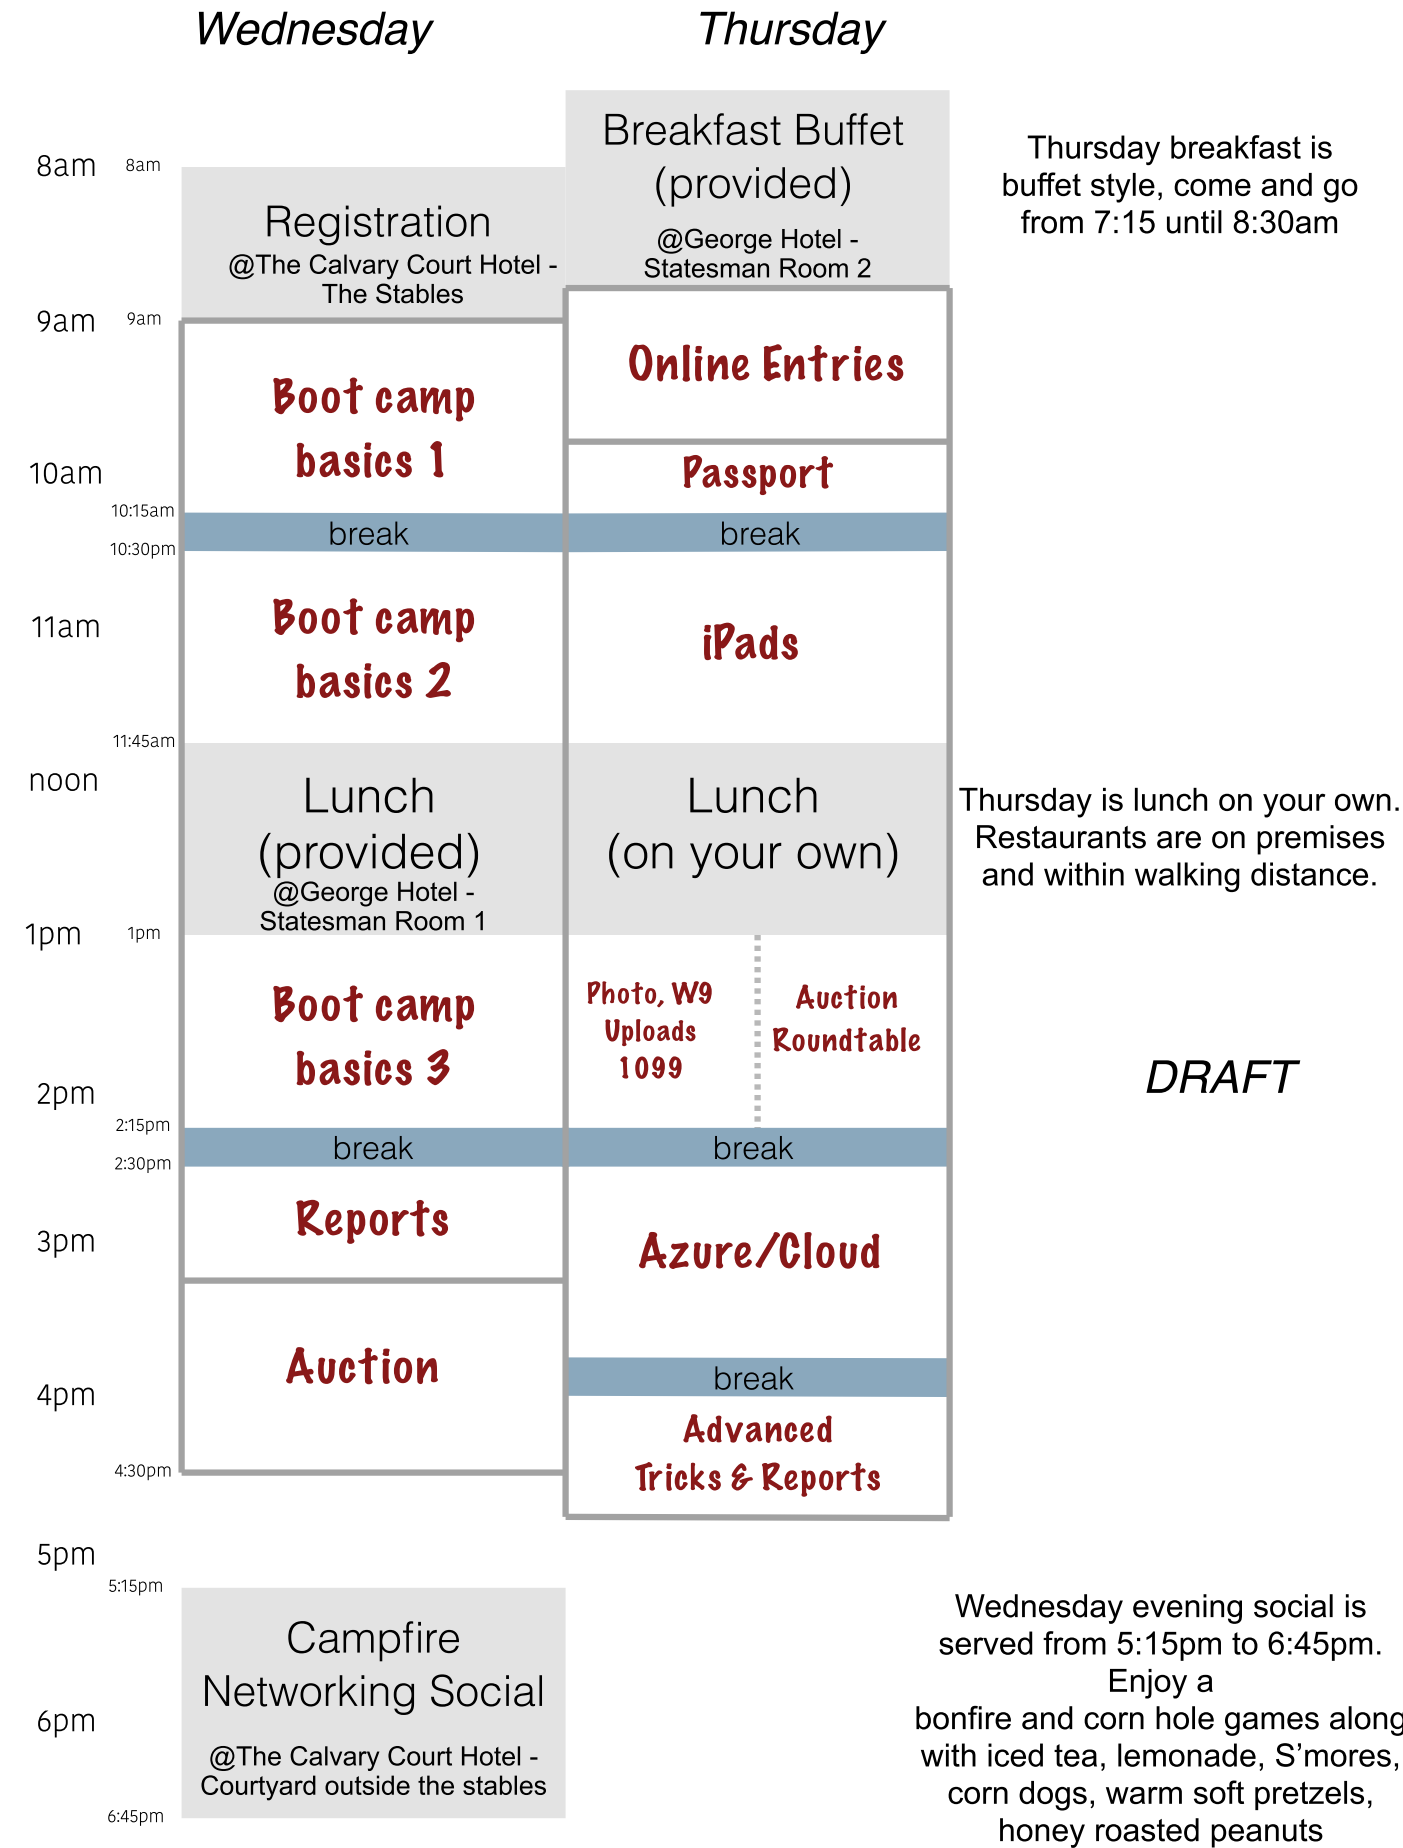 Wednesday
Thursday
8am
8am
Registration
@The Calvary Court Hotel -
The Stables
9am
9am
Boot camp
basics 1
10am
10:15am
break
10:30pm
11am
Boot camp
basics 2
11:45am
noon
Lunch
(provided)
@George Hotel -
Statesman Room 1
1pm
1pm
Boot camp
basics 3
2pm
2:15pm
break
2:30pm
Reports
3pm
Auction
4pm
4:30pm
5pm
5:15pm
Campfire
Networking Social
6pm
@The Calvary Court Hotel -
Courtyard outside the stables
6:45pm
Breakfast Buffet
(provided)
@George Hotel -
Statesman Room 2
Online Entries
Passport
break
iPads
Lunch
(on your own)
Photo, W9
Uploads
1099
Auction
Roundtable
break
Azure/Cloud
break
Advanced
Tricks & Reports
Thursday breakfast is
buffet style, come and go
from 7:15 until 8:30am
Thursday is lunch on your own.
Restaurants are on premises
and within walking distance.
DRAFT
Wednesday evening social is
served from 5:15pm to 6:45pm.
Enjoy a
bonfire and corn hole games along
with iced tea, lemonade, S’mores,
corn dogs, warm soft pretzels,
honey roasted peanuts